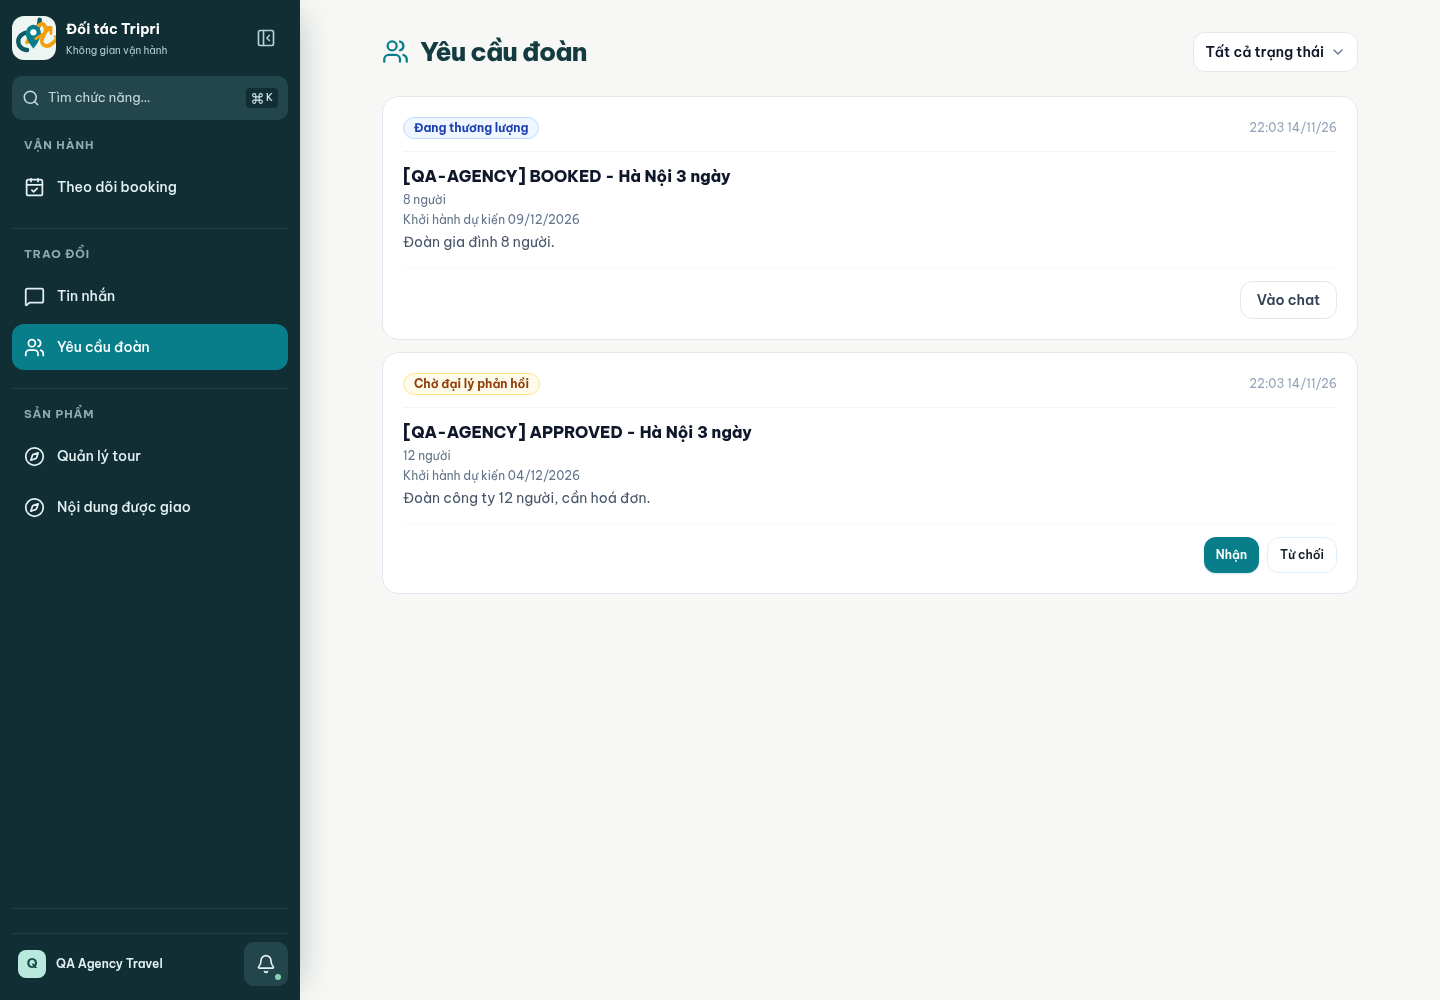 Đối tác Tripri
Không gian vận hành
Tìm chức năng...
⌘K
VẬN HÀNH
Theo dõi booking
TRAO ĐỔI
Tin nhắn
Yêu cầu đoàn
SẢN PHẨM
Quản lý tour
Nội dung được giao
Q
QA Agency Travel
Yêu cầu đoàn
Tất cả trạng thái
Đang thương lượng
22:03 14/11/26
[QA-AGENCY] BOOKED - Hà Nội 3 ngày
8 người
Khởi hành dự kiến 09/12/2026
Đoàn gia đình 8 người.
Vào chat
Chờ đại lý phản hồi
22:03 14/11/26
[QA-AGENCY] APPROVED - Hà Nội 3 ngày
12 người
Khởi hành dự kiến 04/12/2026
Đoàn công ty 12 người, cần hoá đơn.
Nhận
Từ chối